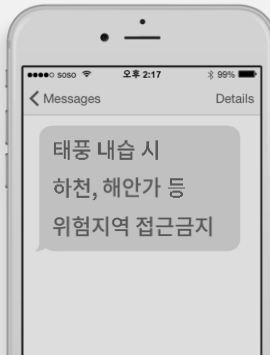 soso 오후 2:17 99%
Messages Details
태풍 내습 시
하천, 해안가 등
위험지역 접근금지